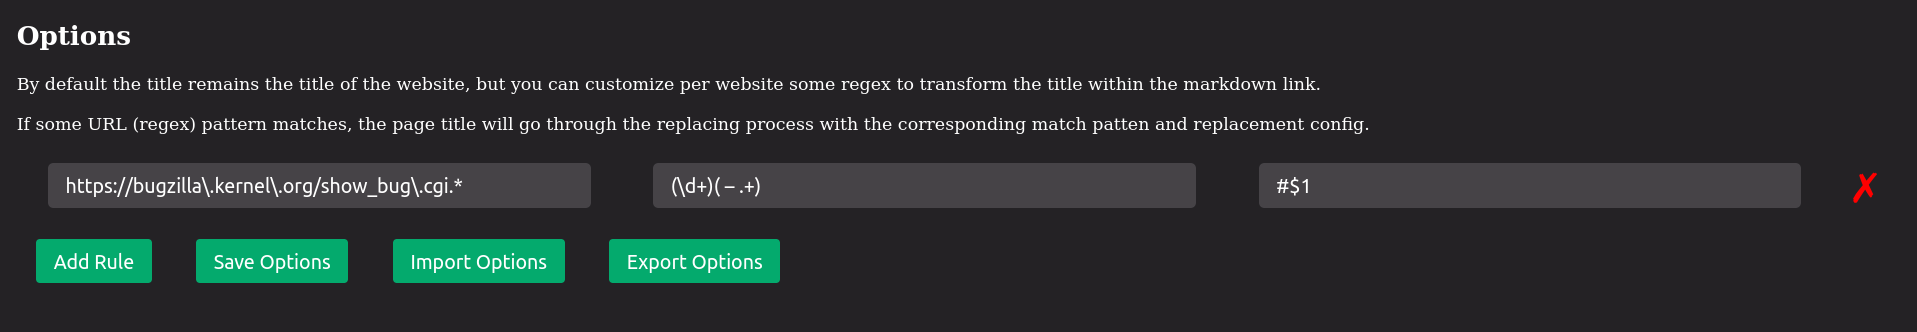 Options
By default the title remains the title of the website, but you can customize per website some regex to transform the title within the markdown link.
If some URL (regex) pattern matches, the page title will go through the replacing process with the corresponding match patten and replacement config.
https://bugzilla\.kernel\.org/show_bug\.cgi.* (\d+)( – .+) #$1 ✗
Add Rule Save Options Import Options Export Options